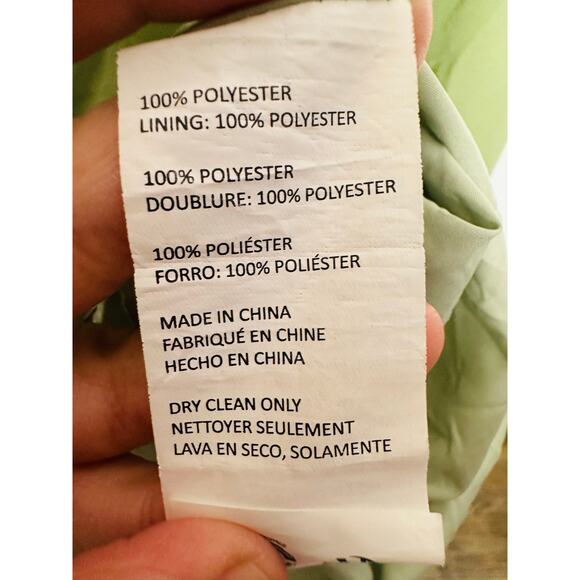 100% POLYESTER
LINING: 100% POLYESTER
100% POLYESTER
DOUBLURE: 100% POLYESTER
100% POLIÉSTER
FORRO: 100% POLIÉSTER
MADE IN CHINA
FABRIQUÉ EN CHINE
HECHO EN CHINA
DRY CLEAN ONLY
NETTOYER SEULEMENT
LAVA EN SECO, SOLAMENTE